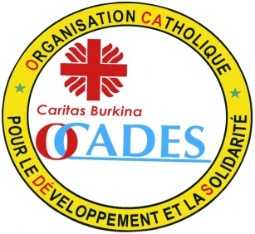 ORGANISATION CATHOLIQUE
Caritas Burkina
OCADES
POUR LE DÉVELOPPEMENT ET LA SOLIDARITÉ